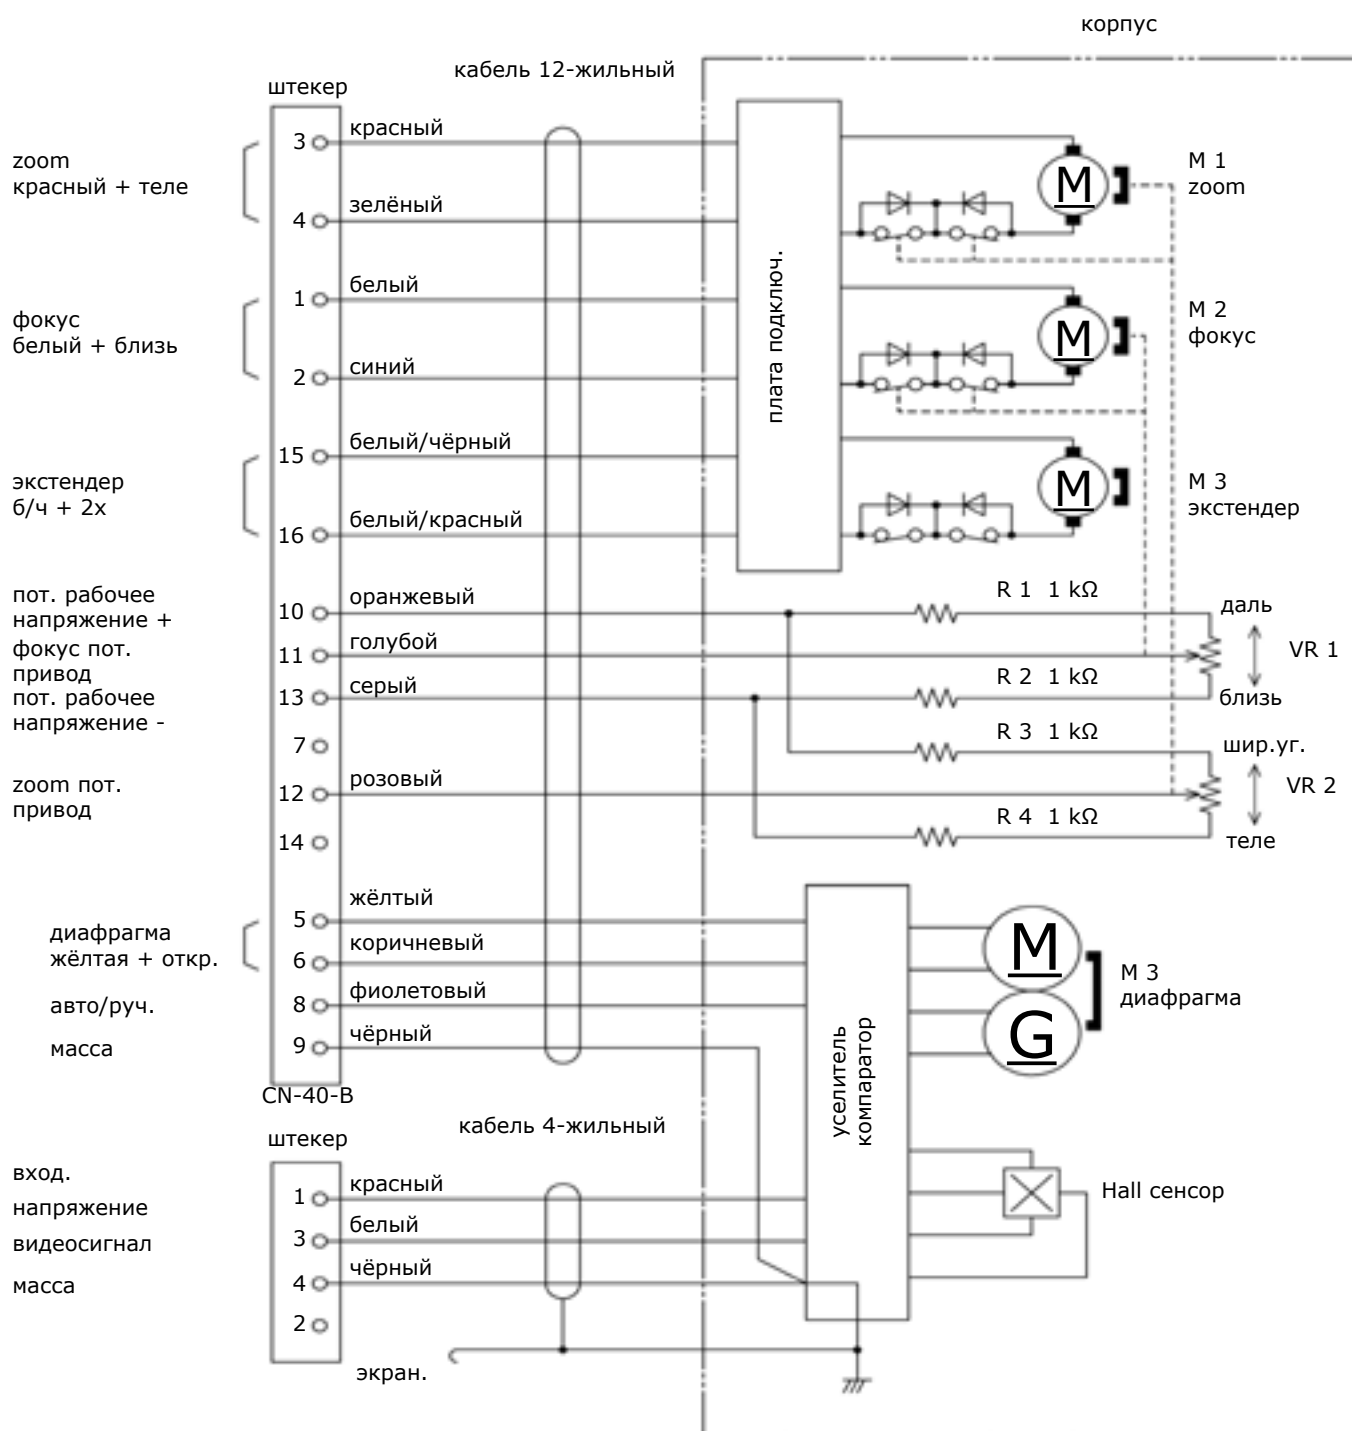 корпус
кабель 12-жильный
штекер
3 красный
zoom
красный + теле
4 зелёный
M
M 1
zoom
1 белый
фокус
белый + близь
2 синий
плата подключ.
M
M 2
фокус
15 белый/чёрный
экстендер
б/ч + 2x
16 белый/красный
M
M 3
экстендер
пот. рабочее
напряжение +
10 оранжевый
R 1 1 kΩ
даль
фокус пот.
привод
11 голубой
VR 1
пот. рабочее
напряжение -
13 серый
R 2 1 kΩ
близь
7
R 3 1 kΩ
шир.уг.
zoom пот.
привод
12 розовый
VR 2
R 4 1 kΩ
14
теле
5 жёлтый
диафрагма
жёлтая + откр.
6 коричневый
M
G
M 3
диафрагма
авто/руч.
8 фиолетовый
масса
9 чёрный
уселитель
компаратор
CN-40-B
кабель 4-жильный
штекер
вход.
напряжение
1 красный
Hall сенсор
видеосигнал
3 белый
масса
4 чёрный
2
экран.